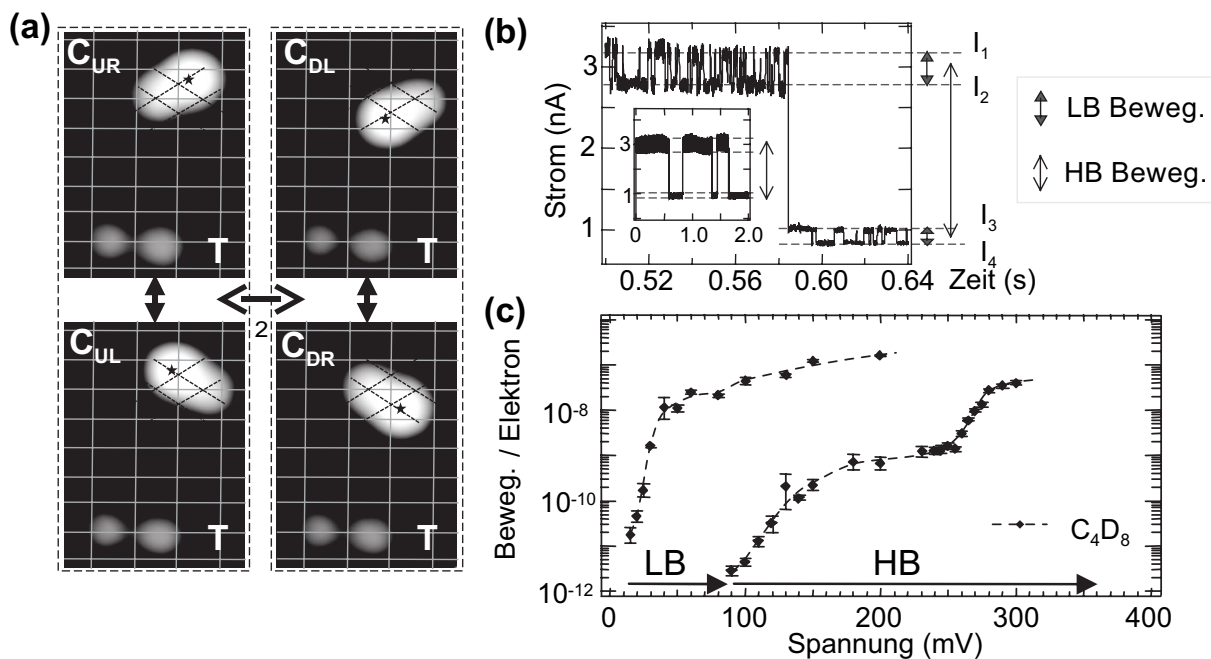 (a)
C_UR
T
C_DL
T
2
C_UL
T
C_DR
T
(b)
Strom (nA)
3
2
1
3
1
0 1.0 2.0
0.52 0.56 0.60 0.64 Zeit (s)
I_1
I_2
I_3
I_4
LB Beweg.
HB Beweg.
(c)
Beweg. / Elektron
10^-8
10^-10
10^-12
LB
HB
C_4D_8
0 100 200 300 400
Spannung (mV)